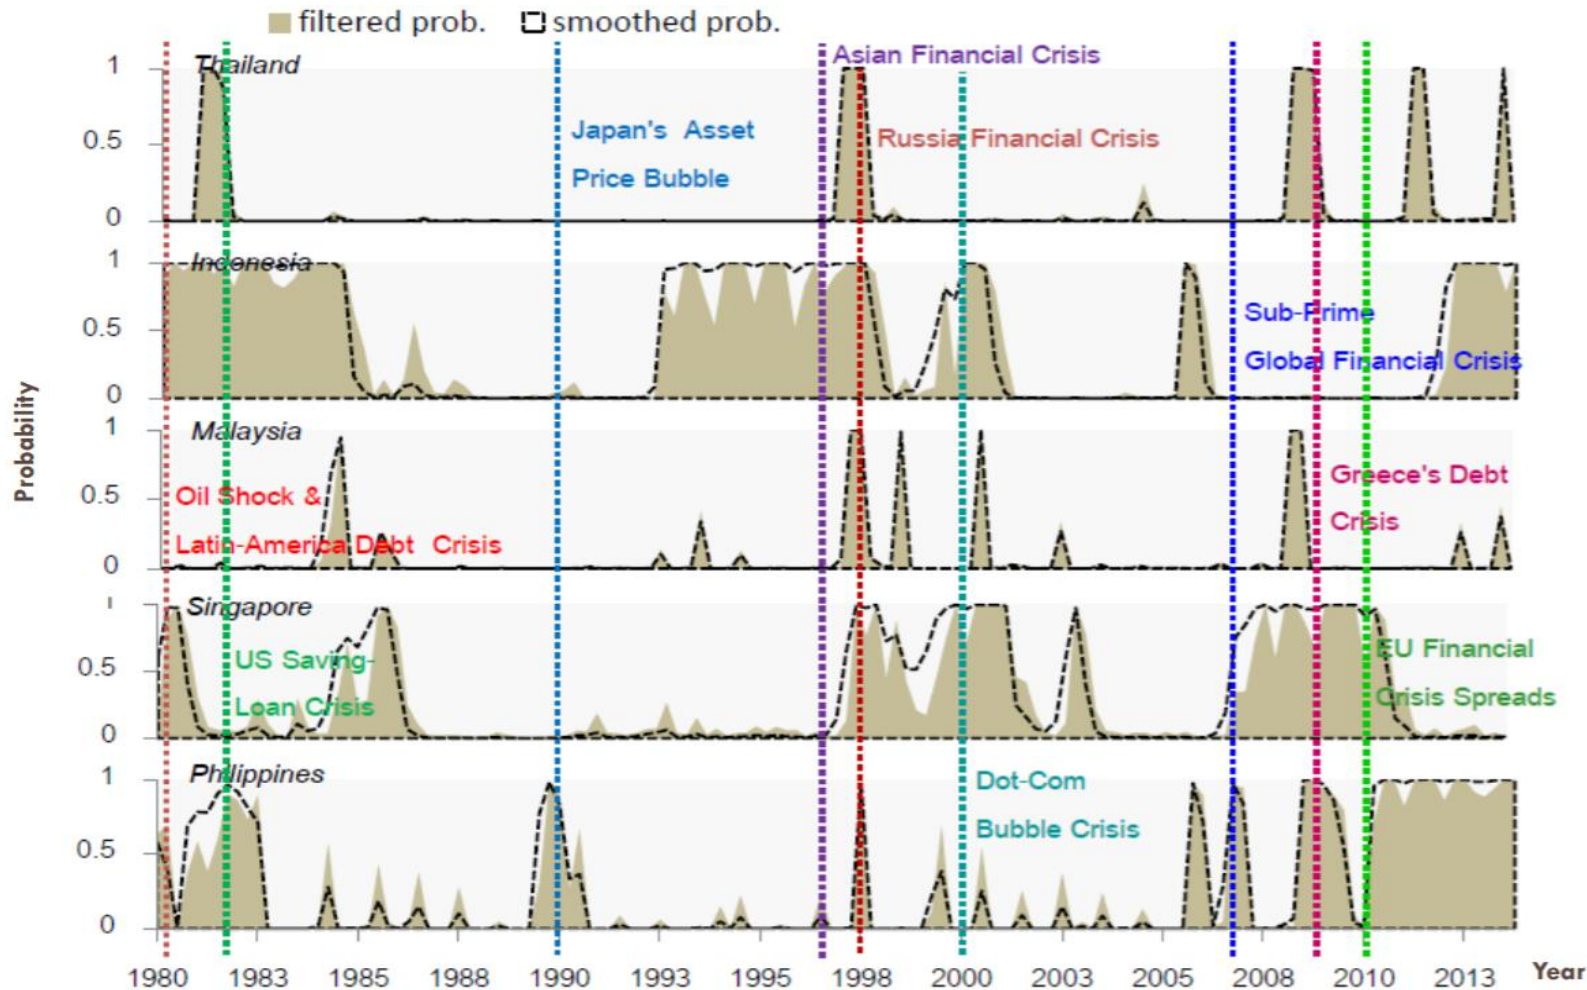 filtered prob. smoothed prob.
Asian Financial Crisis
1 Thailand
Japan's Asset
Russia Financial Crisis
0.5
Price Bubble
0
1 Indonesia
Sub-Prime
0.5
Global Financial Crisis
0
1 Malaysia
Greece's Debt
0.5 Oil Shock &
Crisis
Latin-America Debt Crisis
0
1 Singapore
US Saving-
EU Financial
0.5
Loan Crisis
Crisis Spreads
0
1 Philippines
Dot-Com
Bubble Crisis
0.5
0
1980 1983 1985 1988 1990 1993 1995 1998 2000 2003 2005 2008 2010 2013 Year
Probability